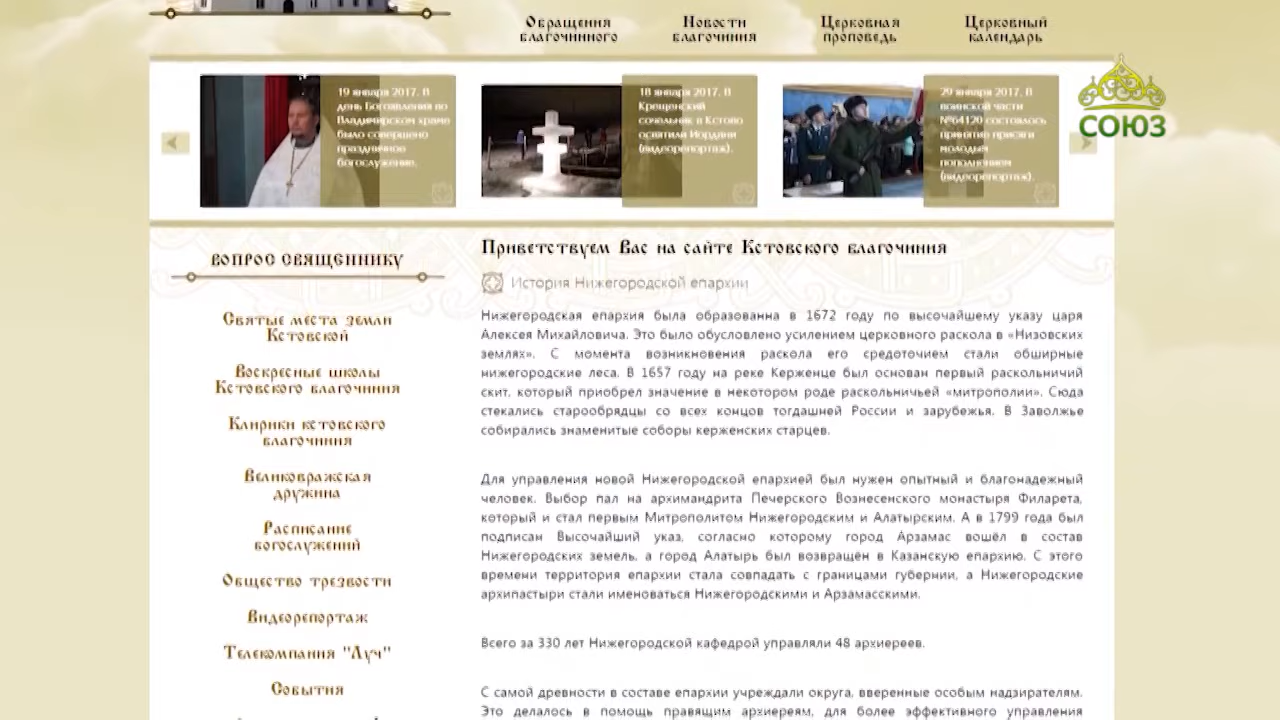 Обращения
благочинного
Новости
благочиния
Церковная
проповедь
Церковный
календарь
19 января 2017. В
день Богоявления во
Владимирском храме
было совершено
праздничное
богослужение.
18 января 2017. В
Крещенский
сочельник в Кстово
освятили Иордани
(видеорепортаж).
29 января 2017. В
воинской части
№64120 состоялось
принятие присяги
молодым
пополнением
(видеорепортаж).
СОЮЗ
ВОПРОС СВЯЩЕННИКУ
Святые места земли
Кстовской
Воскресные школы
Кстовского благочиния
Клирики кстовского
благочиния
Великовражская
дружина
Расписание
богослужений
Общество трезвости
Видеорепортаж
Телекомпания "Луч"
События
Приветствуем Вас на сайте Кстовского благочиния
История Нижегородской епархии
Нижегородская епархия была образованна в 1672 году по высочайшему указу царя
Алексея Михайловича. Это было обусловлено усилением церковного раскола в «Низовских
землях». С момента возникновения раскола его средоточием стали обширные
нижегородские леса. В 1657 году на реке Керженце был основан первый раскольничий
скит, который приобрел значение в некотором роде раскольничьей «митрополии». Сюда
стекались старообрядцы со всех концов тогдашней России и зарубежья. В Заволжье
собирались знаменитые соборы керженских старцев.
Для управления новой Нижегородской епархией был нужен опытный и благонадежный
человек. Выбор пал на архимандрита Печерского Вознесенского монастыря Филарета,
который и стал первым Митрополитом Нижегородским и Алатырским. А в 1799 года был
подписан Высочайший указ, согласно которому город Арзамас вошёл в состав
Нижегородских земель, а город Алатырь был возвращён в Казанскую епархию. С этого
времени территория епархии стала совпадать с границами губернии, а Нижегородские
архипастыри стали именоваться Нижегородскими и Арзамасскими.
Всего за 330 лет Нижегородской кафедрой управляли 48 архиереев.
С самой древности в составе епархии учреждали округа, вверенные особым надзирателям.
Это делалось в помощь правящим архиереям, для более эффективного управления